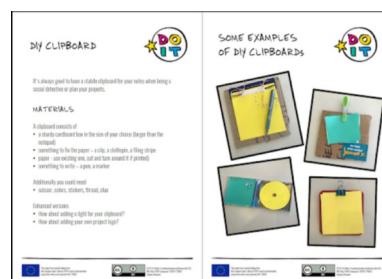 DIY CLIPBOARD
DO
IT
It's always good to have a stable clipboard for your notes when being a
social detective or plan your projects.
MATERIALS
A clipboard consists of
• a sturdy cardboard box in the size of your choice (larger than the
notepad)
• something to fix the paper – a clip, a clothespin, a filing stripe
• paper - use existing one, cut and turn around it if printed)
• something to write – a pen, a marker
Additionally you could need
• scissor, colors, stickers, thread, glue
Enhanced versions
• How about adding a light for your clipboard?
• How about adding your own project logo?
SOME EXAMPLES
OF DIY CLIPBOARDS
DO
IT